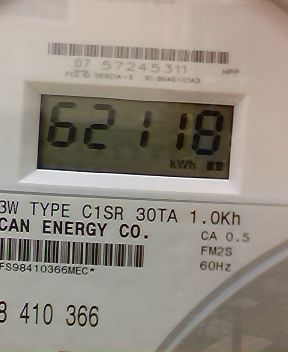 07 57245311
62118
kWh
3W TYPE C1SR 30TA 1.0Kh
CAN ENERGY CO.
CA 0.5
FM2S
60Hz
FS98410366MEC*
8 410 366